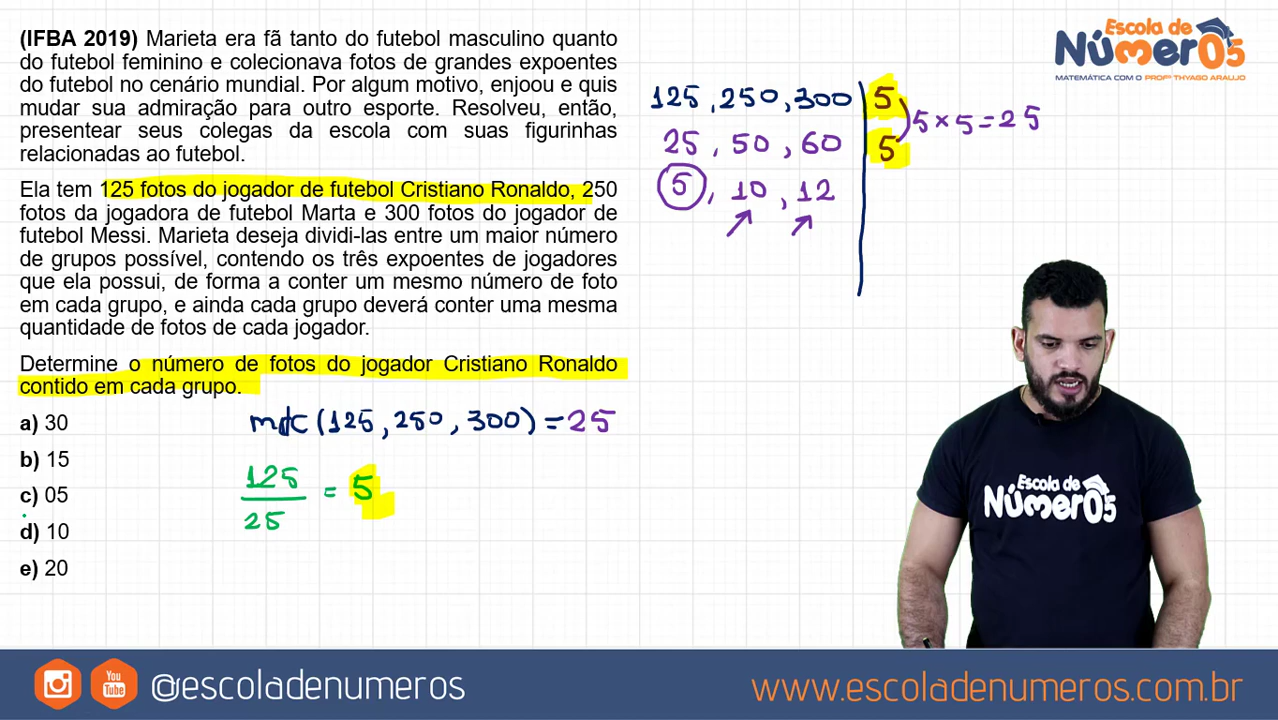 (IFBA 2019) Marieta era fã tanto do futebol masculino quanto
do futebol feminino e colecionava fotos de grandes expoentes
do futebol no cenário mundial. Por algum motivo, enjoou e quis
mudar sua admiração para outro esporte. Resolveu, então,
presentear seus colegas da escola com suas figurinhas
relacionadas ao futebol.
Ela tem 125 fotos do jogador de futebol Cristiano Ronaldo, 250
fotos da jogadora de futebol Marta e 300 fotos do jogador de
futebol Messi. Marieta deseja dividi-las entre um maior número
de grupos possível, contendo os três expoentes de jogadores
que ela possui, de forma a conter um mesmo número de foto
em cada grupo, e ainda cada grupo deverá conter uma mesma
quantidade de fotos de cada jogador.
Determine o número de fotos do jogador Cristiano Ronaldo
contido em cada grupo.
a) 30
b) 15
c) 05
d) 10
e) 20
mdc (125, 250, 300) = 25
125
25
= 5
125, 250, 300 | 5
25, 50, 60 | 5
5, 10, 12
5 × 5 = 25
Escola de
Númer05
MATEMÁTICA COM O PROFº THYAGO ARAUJO
Escola de
Númer05
You
Tube
@escoladenumeros
www.escoladenumeros.com.br